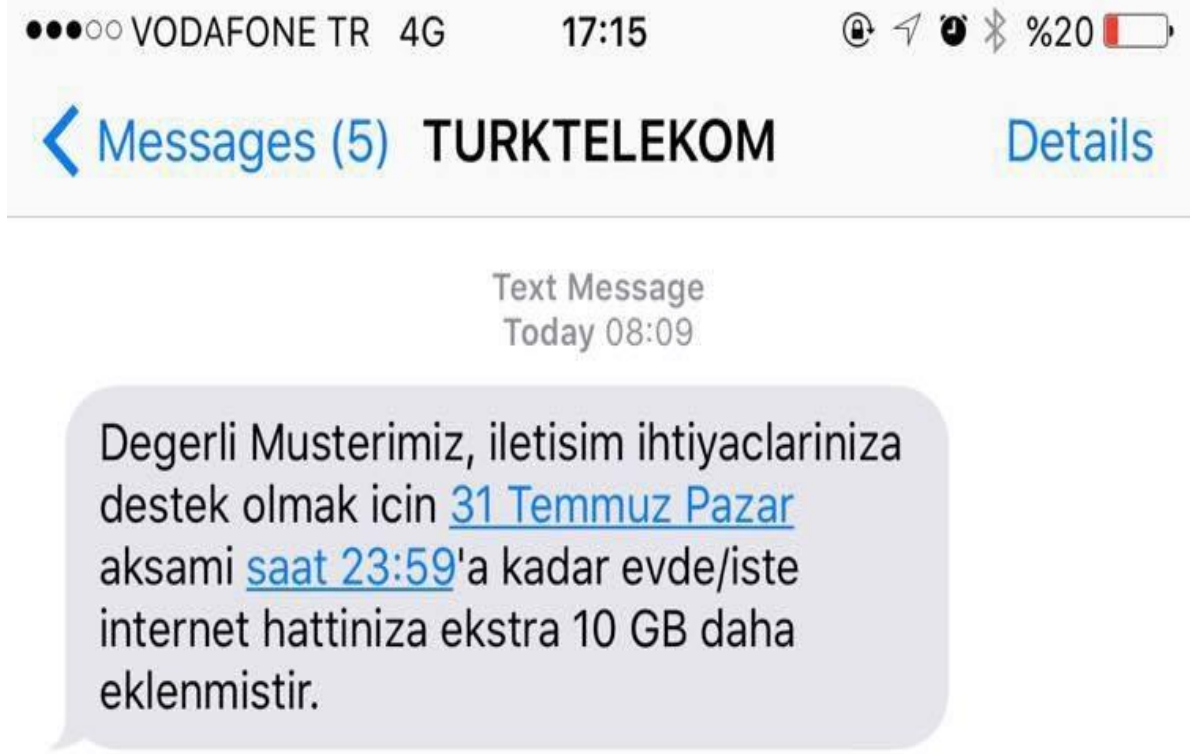 VODAFONE TR 4G 17:15 %20
Messages (5) TURKTELEKOM Details
Text Message
Today 08:09
Degerli Musterimiz, iletisim ihtiyaclariniza
destek olmak icin 31 Temmuz Pazar
aksami saat 23:59'a kadar evde/iste
internet hattiniza ekstra 10 GB daha
eklenmistir.